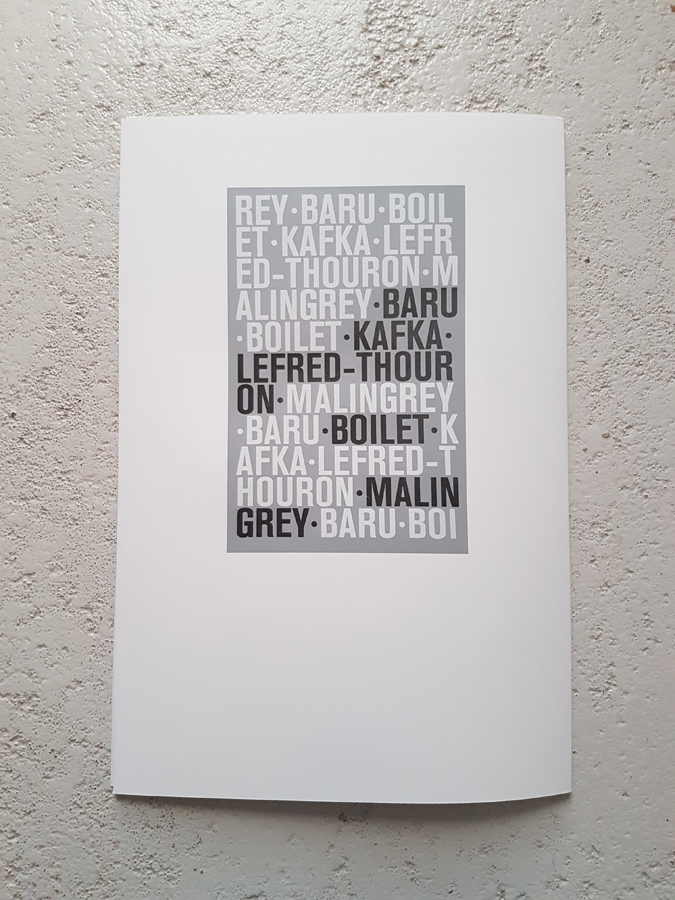 REY·BARU·BOIL
ET·KAFKA·LEFR
ED-THOURON·M
ALINGREY·BARU
·BOILET·KAFKA·
LEFRED-THOUR
ON·MALINGREY
·BARU·BOILET·K
AFKA·LEFRED-T
HOURON·MALIN
GREY·BARU·BOI